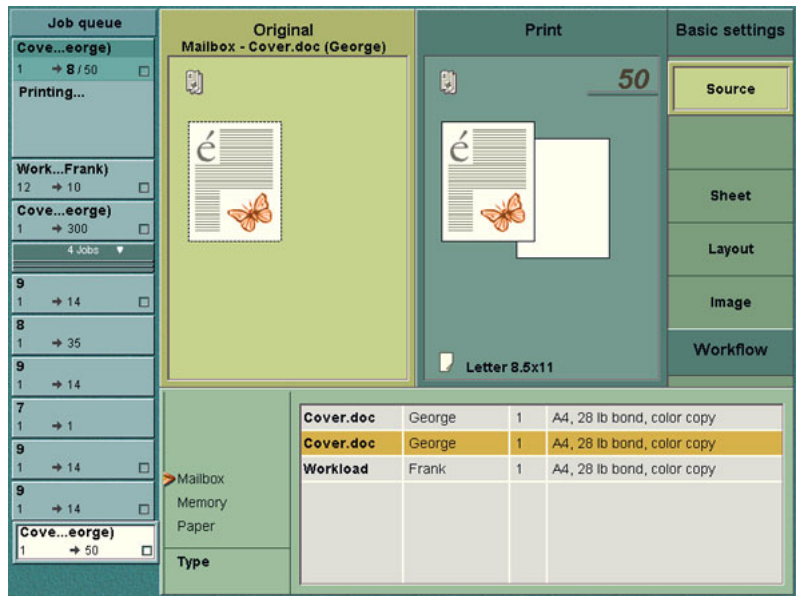 Job queue
Cove...eorge)
1 → 8 / 50
Printing...
Work...Frank)
12 → 10
Cove...eorge)
1 → 300
4 Jobs ▼
9
1 → 14
8
1 → 35
9
1 → 14
7
1 → 1
9
1 → 14
9
1 → 14
Cove...eorge)
1 → 50
Original
Mailbox - Cover.doc (George)
é
Print
50
é
Letter 8.5x11
Basic settings
Source
Sheet
Layout
Image
Workflow
Mailbox
Memory
Paper
Type
Cover.doc George 1 A4, 28 lb bond, color copy
Cover.doc George 1 A4, 28 lb bond, color copy
Workload Frank 1 A4, 28 lb bond, color copy